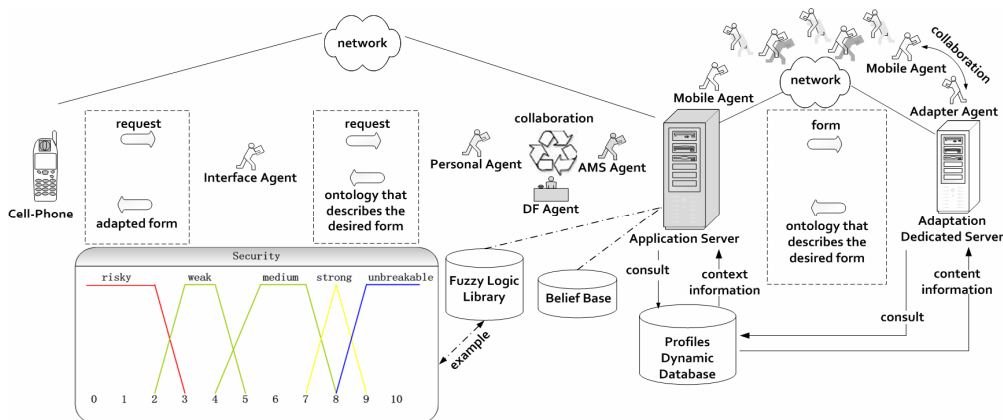 network
collaboration
Mobile Agent
network
Mobile Agent
Adapter Agent
request
request
collaboration
form
Personal Agent
AMS Agent
Interface Agent
DF Agent
Cell-Phone
adapted form
ontology that
describes the
desired form
Application Server
ontology that
describes the
desired form
Adaptation
Dedicated Server
Security
risky
weak
medium
strong
unbreakable
0 1 2 3 4 5 6 7 8 9 10
Fuzzy Logic
Library
Belief Base
example
consult
context
information
content
information
consult
Profiles
Dynamic
Database